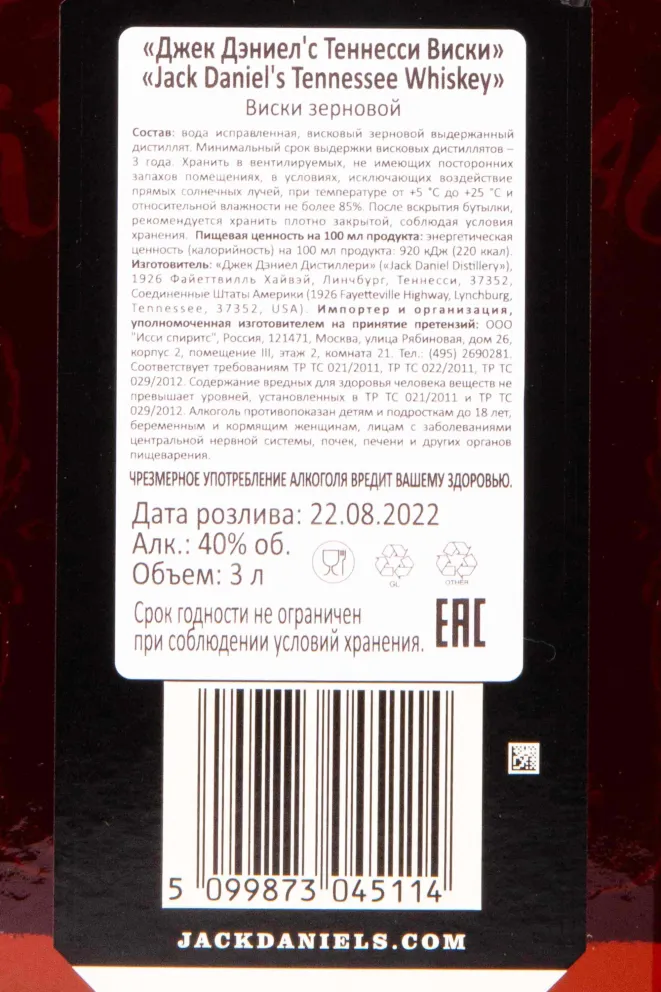 «Джек Дэниел'с Теннесси Виски»
«Jack Daniel's Tennessee Whiskey»
Виски зерновой
Состав: вода исправленная, висковый зерновой выдержанный
дистиллят. Минимальный срок выдержки висковых дистиллятов –
3 года. Хранить в вентилируемых, не имеющих посторонних
запахов помещениях, в условиях, исключающих воздействие
прямых солнечных лучей, при температуре от +5 °С до +25 °С и
относительной влажности не более 85%. После вскрытия бутылки,
рекомендуется хранить плотно закрытой, соблюдая условия
хранения. Пищевая ценность на 100 мл продукта: энергетическая
ценность (калорийность) на 100 мл продукта: 920 кДж (220 ккал).
Изготовитель: «Джек Дэниел Дистиллери» («Jack Daniel Distillery»),
1926 Файеттвилль Хайвэй, Линчбург, Теннесси, 37352,
Соединенные Штаты Америки (1926 Fayetteville Highway, Lynchburg,
Tennessee, 37352, USA). Импортер и организация,
уполномоченная изготовителем на принятие претензий: ООО
"Исси спиритс", Россия, 121471, Москва, улица Рябиновая, дом 26,
корпус 2, помещение III, этаж 2, комната 21. Тел.: (495) 2690281.
Соответствует требованиям ТР ТС 021/2011, ТР ТС 022/2011, ТР ТС
029/2012. Содержание вредных для здоровья человека веществ не
превышает уровней, установленных в ТР ТС 021/2011 и ТР ТС
029/2012. Алкоголь противопоказан детям и подросткам до 18 лет,
беременным и кормящим женщинам, лицам с заболеваниями
центральной нервной системы, почек, печени и других органов
пищеварения.
ЧРЕЗМЕРНОЕ УПОТРЕБЛЕНИЕ АЛКОГОЛЯ ВРЕДИТ ВАШЕМУ ЗДОРОВЬЮ.
Дата розлива: 22.08.2022
Алк.: 40% об.
Объем: 3 л
GL
OTHER
Срок годности не ограничен
при соблюдении условий хранения.
EAC
5 099873 045114
JACKDANIELS.COM